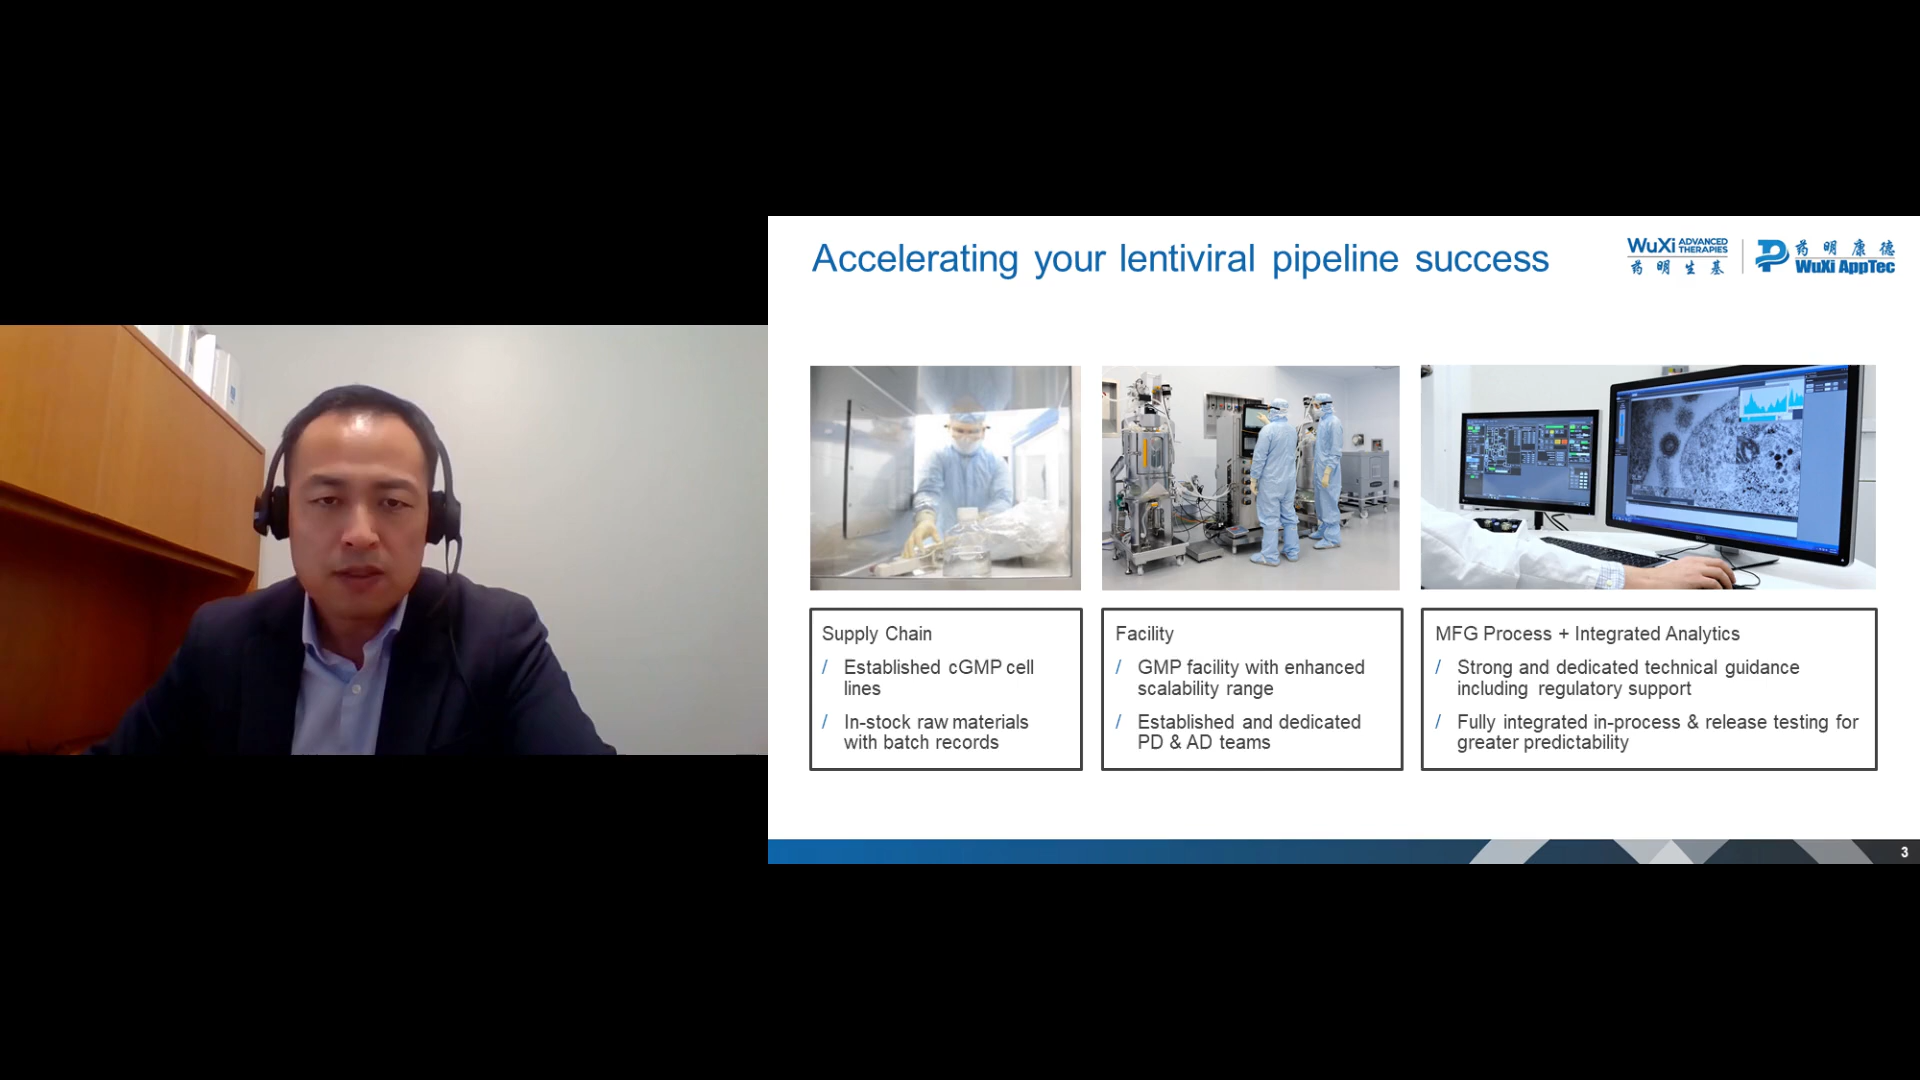 Accelerating your lentiviral pipeline success
WuXi ADVANCED THERAPIES
药明生基
药明康德
WuXi AppTec
Supply Chain
/ Established cGMP cell
lines
/ In-stock raw materials
with batch records
Facility
/ GMP facility with enhanced
scalability range
/ Established and dedicated
PD & AD teams
MFG Process + Integrated Analytics
/ Strong and dedicated technical guidance
including regulatory support
/ Fully integrated in-process & release testing for
greater predictability
DELL
3